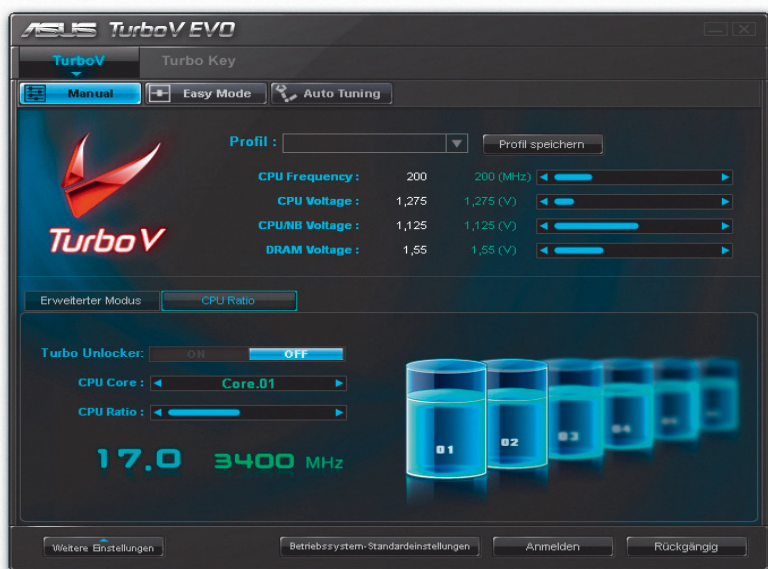 ASUS TurboV EVO
TurboV Turbo Key
Manual Easy Mode Auto Tuning
Profil : Profil speichern
CPU Frequency : 200 200 (MHz)
CPU Voltage : 1,275 1,275 (V)
CPU/NB Voltage : 1,125 1,125 (V)
DRAM Voltage : 1,55 1,55 (V)
TurboV
Erweiterter Modus CPU Ratio
Turbo Unlocker: ON OFF
CPU Core : Core.01
CPU Ratio :
17.0 3400 MHz
01 02 03 04
Weitere Einstellungen Betriebssystem-Standardeinstellungen Anmelden Rückgängig